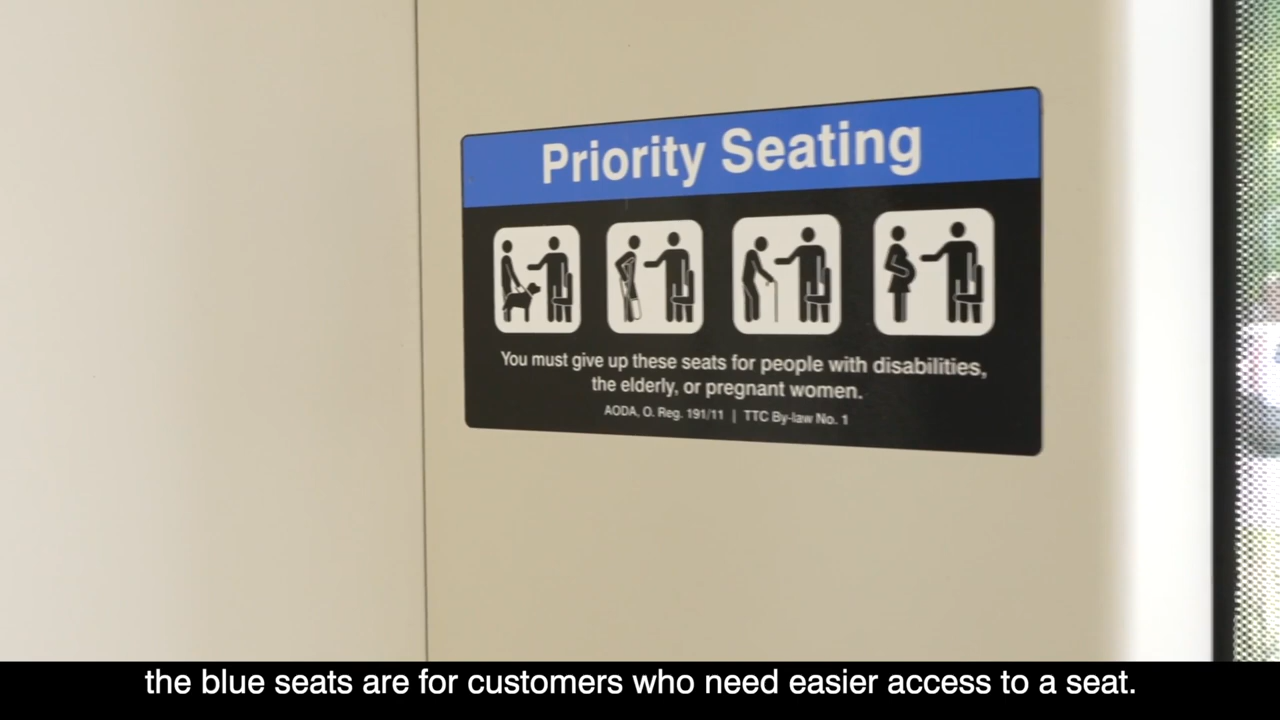 Priority Seating
You must give up these seats for people with disabilities,
the elderly, or pregnant women.
AODA, O. Reg. 191/11 | TTC By-law No. 1
the blue seats are for customers who need easier access to a seat.